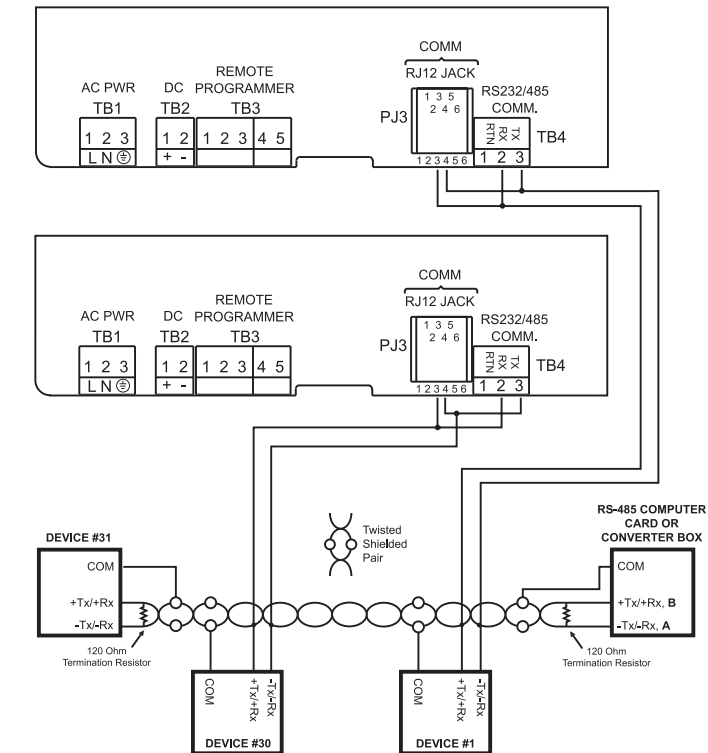 COMM
RJ12 JACK
REMOTE
AC PWR DC PROGRAMMER
TB1 TB2 TB3
RS232/485
COMM.
PJ3
1 3 5
2 4 6
RTN RX TX
TB4
1 2 3 1 2 1 2 3 4 5
L N + -
1 2 3 4 5 6
1 2 3
COMM
RJ12 JACK
REMOTE
AC PWR DC PROGRAMMER
TB1 TB2 TB3
RS232/485
COMM.
PJ3
1 3 5
2 4 6
RTN RX TX
TB4
1 2 3 1 2 1 2 3 4 5
L N + -
1 2 3 4 5 6
1 2 3
Twisted
Shielded
Pair
DEVICE #31
COM
+Tx/+Rx
-Tx/-Rx
120 Ohm
Termination Resistor
RS-485 COMPUTER
CARD OR
CONVERTER BOX
COM
+Tx/+Rx, B
-Tx/-Rx, A
120 Ohm
Termination Resistor
COM
+Tx/+Rx
-Tx/-Rx
DEVICE #30
COM
+Tx/+Rx
-Tx/-Rx
DEVICE #1